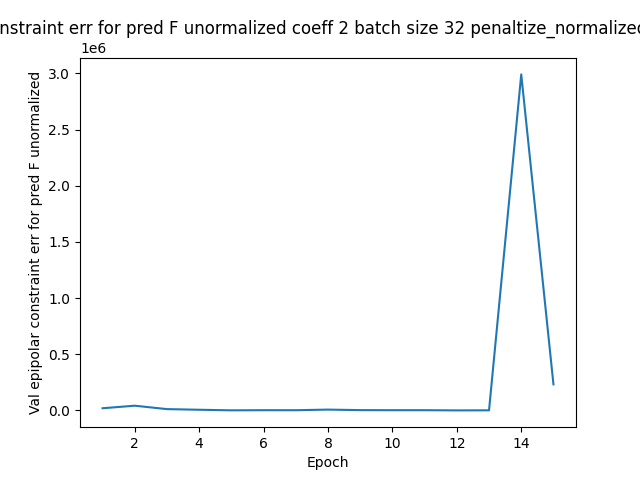 nstraint err for pred F unormalized coeff 2 batch size 32 penaltize_normalized
1e6
Val epipolar constraint err for pred F unormalized
3.0
2.5
2.0
1.5
1.0
0.5
0.0
2 4 6 8 10 12 14
Epoch